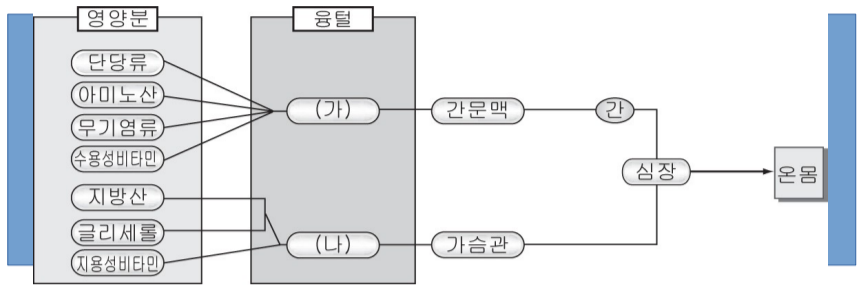 영양분
융털
단당류
아미노산
무기염류
수용성비타민
지방산
글리세롤
지용성비타민
(가)
(나)
간문맥
가슴관
간
심장
온몸